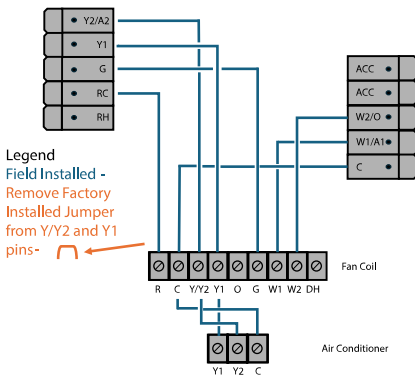 Y2/A2
Y1
G
RC
RH
ACC
ACC
W2/O
W1/A1
C
Legend
Field Installed -
Remove Factory
Installed Jumper
from Y/Y2 and Y1
pins-
R C Y/Y2 Y1 O G W1 W2 DH
Fan Coil
Air Conditioner
Y1 Y2 C